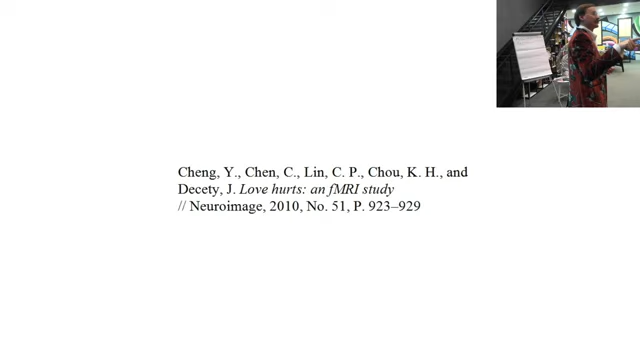 Cheng, Y., Chen, C., Lin, C. P., Chou, K. H., and
Decety, J. Love hurts: an fMRI study
// Neuroimage, 2010, No. 51, P. 923–929